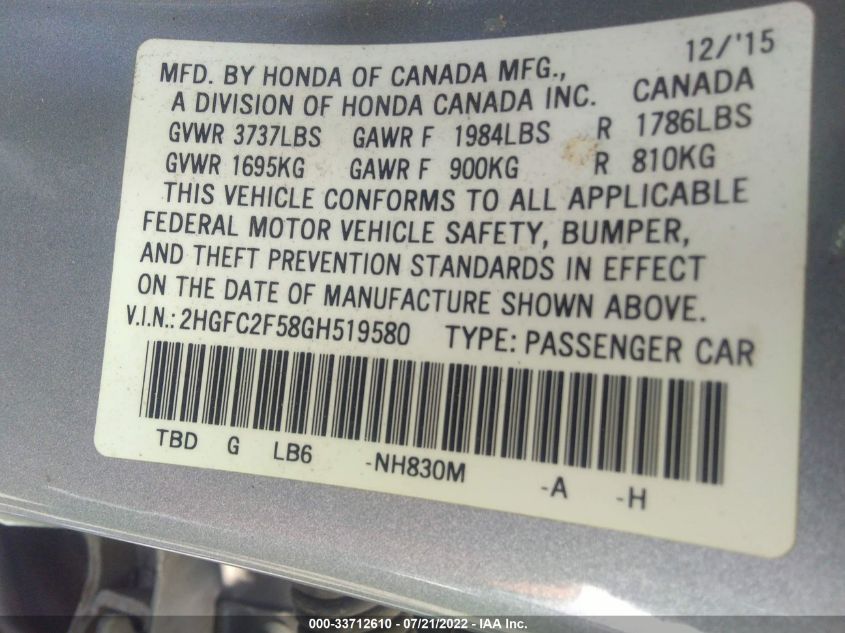 12/'15
MFD. BY HONDA OF CANADA MFG.,
A DIVISION OF HONDA CANADA INC. CANADA
GVWR 3737LBS GAWR F 1984LBS R 1786LBS
GVWR 1695KG GAWR F 900KG R 810KG
THIS VEHICLE CONFORMS TO ALL APPLICABLE
FEDERAL MOTOR VEHICLE SAFETY, BUMPER,
AND THEFT PREVENTION STANDARDS IN EFFECT
ON THE DATE OF MANUFACTURE SHOWN ABOVE.
V.I.N.: 2HGFC2F58GH519580 TYPE: PASSENGER CAR
TBD G LB6 -NH830M -A -H
000-33712610 - 07/21/2022 - IAA Inc.